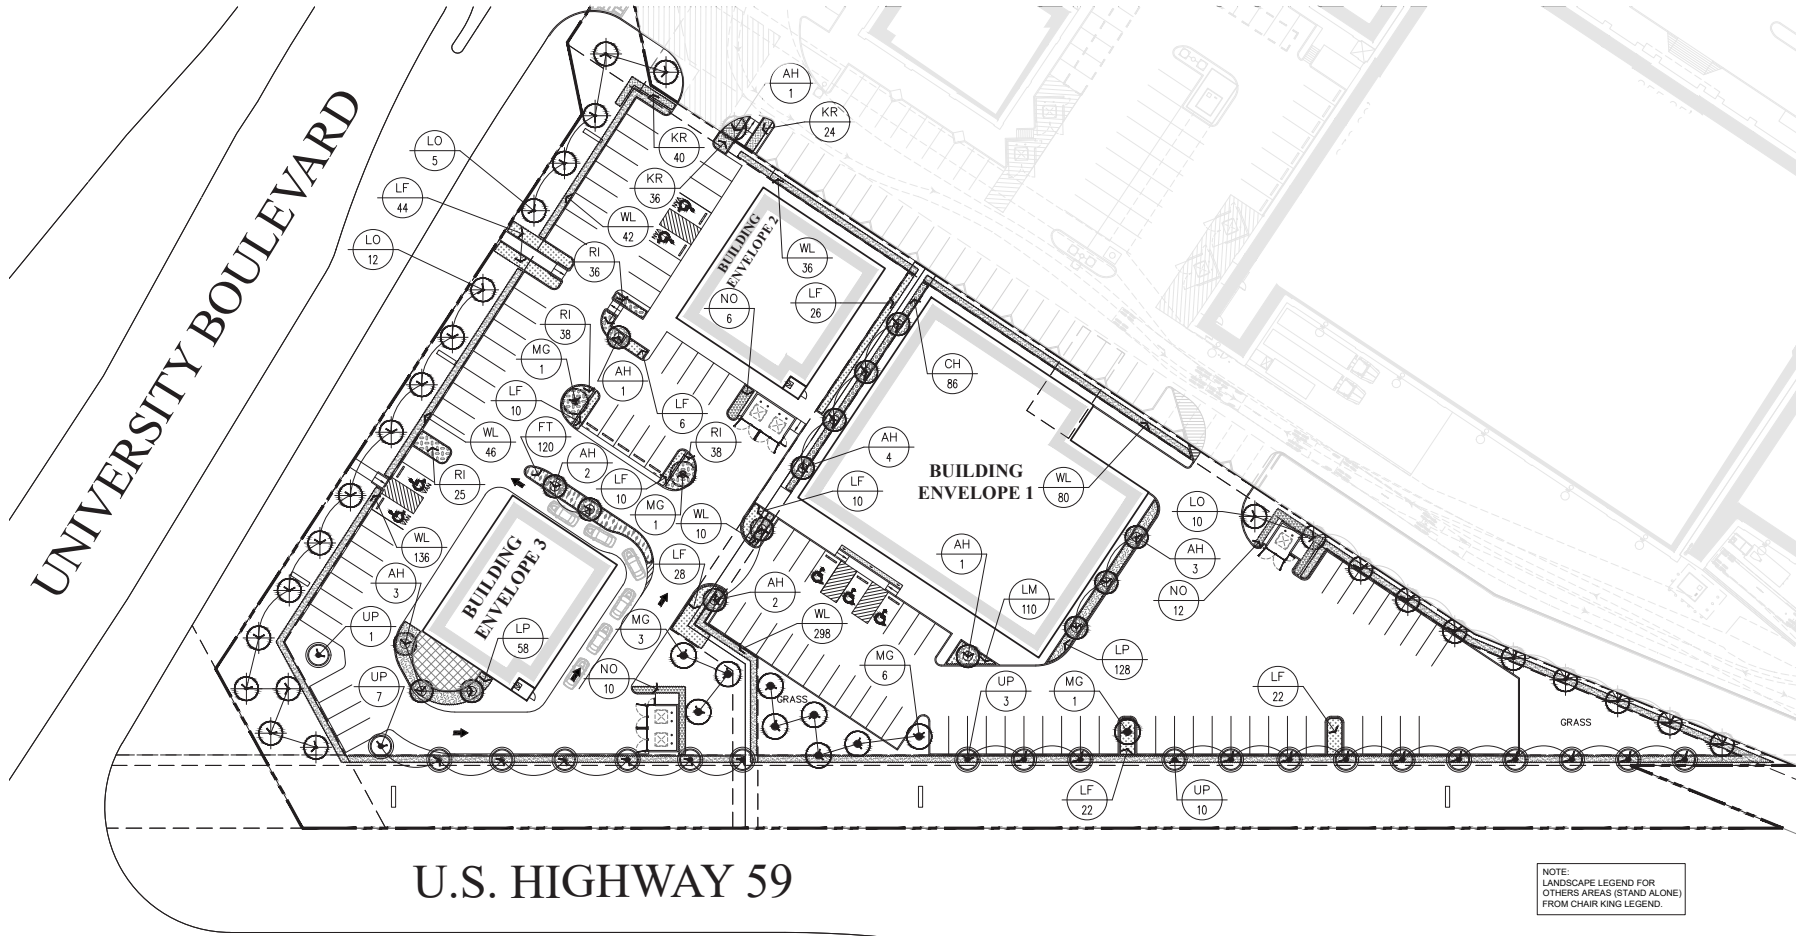 AH
1
KR
24
KR
40
LO
5
KR
36
LF
44
WL
42
LO
12
RI
36
BUILDING
ENVELOPE 2
WL
36
NO
6
LF
26
RI
38
MG
1
AH
1
CH
86
LF
10
LF
6
FT
120
WL
46
RI
38
AH
2
AH
4
RI
25
LF
10
MG
1
WL
10
LF
10
BUILDING
ENVELOPE 1
WL
80
LO
10
WL
136
AH
1
AH
3
LF
28
AH
3
BUILDING
ENVELOPE 3
AH
2
LM
110
NO
12
UP
1
MG
3
WL
298
LP
58
LP
128
UP
7
NO
10
MG
6
UP
3
MG
1
LF
22
GRASS
GRASS
LF
22
UP
10
UNIVERSITY BOULEVARD
U.S. HIGHWAY 59
NOTE:
LANDSCAPE LEGEND FOR
OTHERS AREAS (STAND ALONE)
FROM CHAIR KING LEGEND.